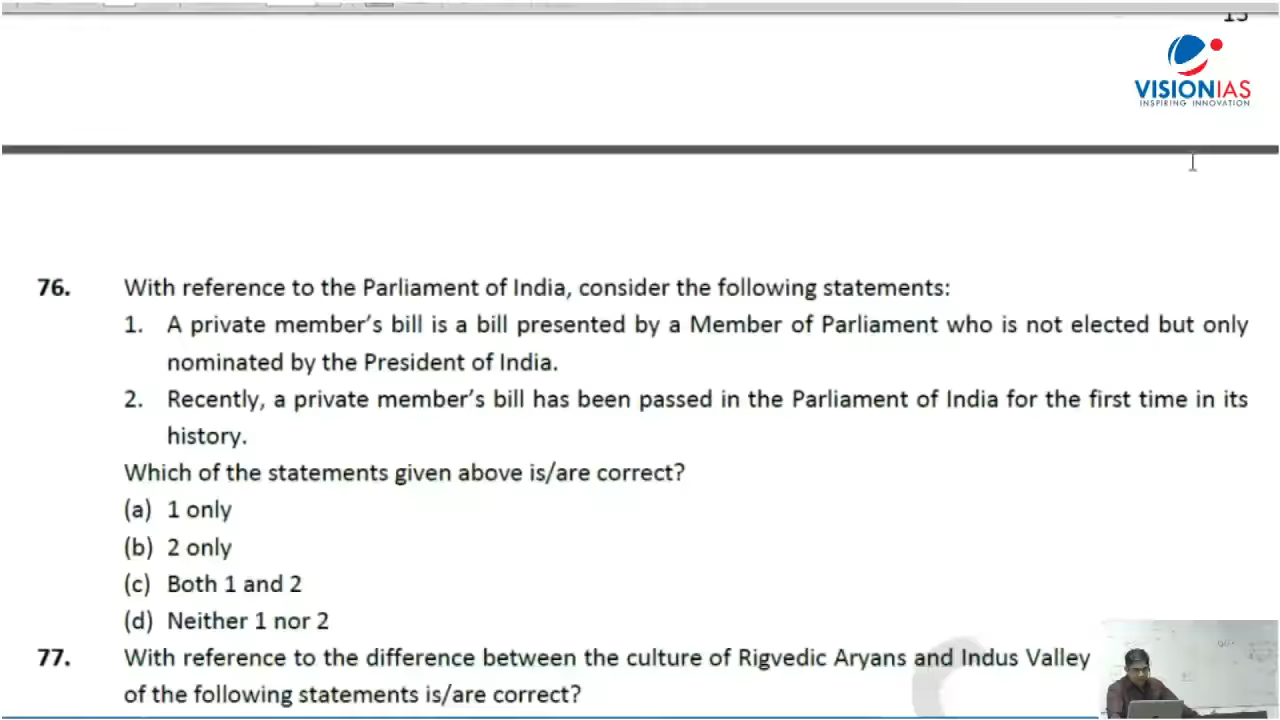 15
VISIONIAS
INSPIRING INNOVATION
76. With reference to the Parliament of India, consider the following statements:
1. A private member's bill is a bill presented by a Member of Parliament who is not elected but only
nominated by the President of India.
2. Recently, a private member's bill has been passed in the Parliament of India for the first time in its
history.
Which of the statements given above is/are correct?
(a) 1 only
(b) 2 only
(c) Both 1 and 2
(d) Neither 1 nor 2
77. With reference to the difference between the culture of Rigvedic Aryans and Indus Valley
of the following statements is/are correct?